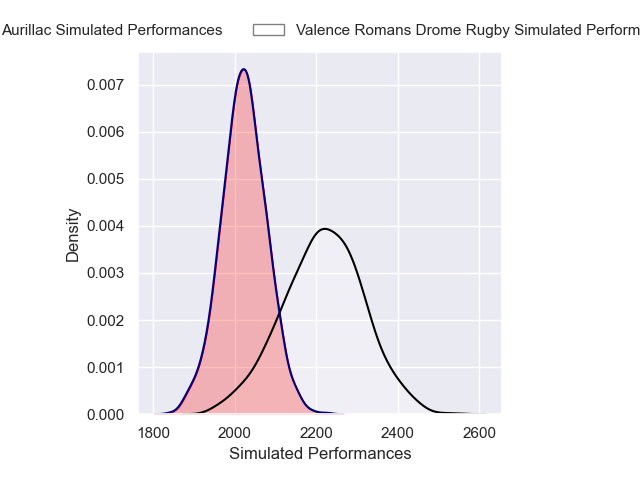 Aurillac Simulated Performances
Valence Romans Drome Rugby Simulated Perform
0.007
0.006
0.005
0.004
0.003
0.002
0.001
0.000
Density
1800 2000 2200 2400 2600
Simulated Performances